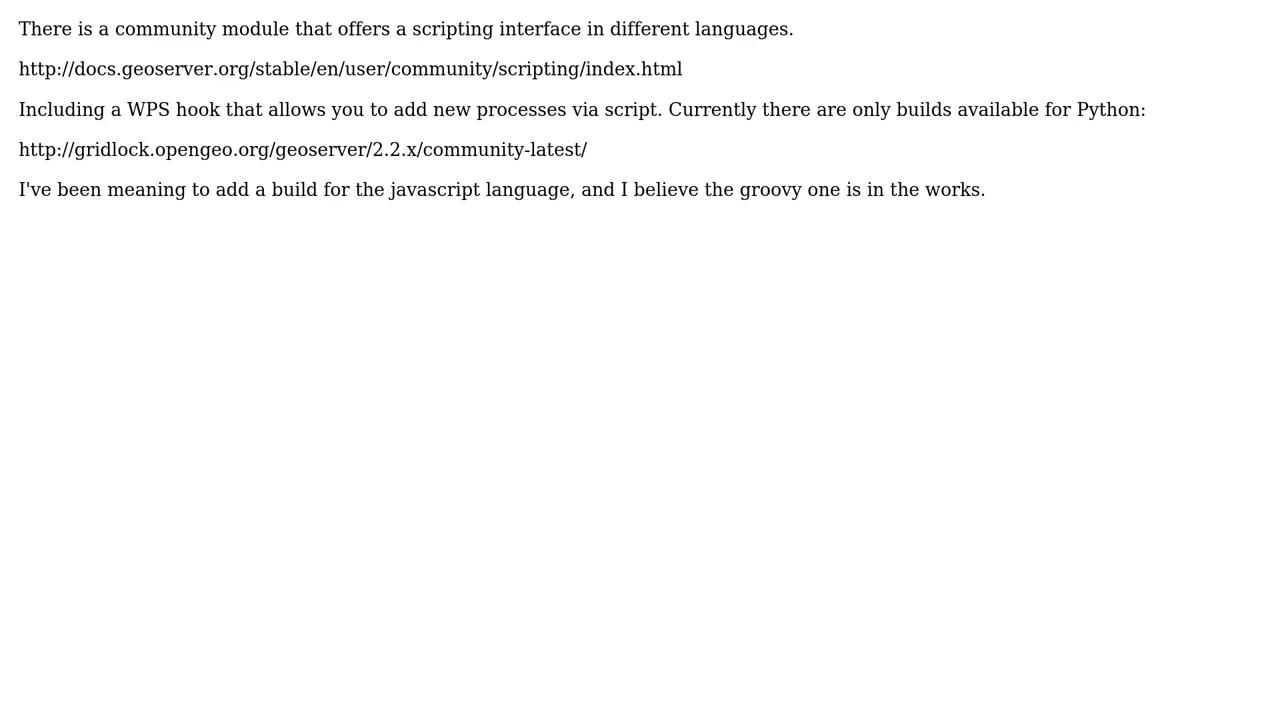 There is a community module that offers a scripting interface in different languages.
http://docs.geoserver.org/stable/en/user/community/scripting/index.html
Including a WPS hook that allows you to add new processes via script. Currently there are only builds available for Python:
http://gridlock.opengeo.org/geoserver/2.2.x/community-latest/
I've been meaning to add a build for the javascript language, and I believe the groovy one is in the works.